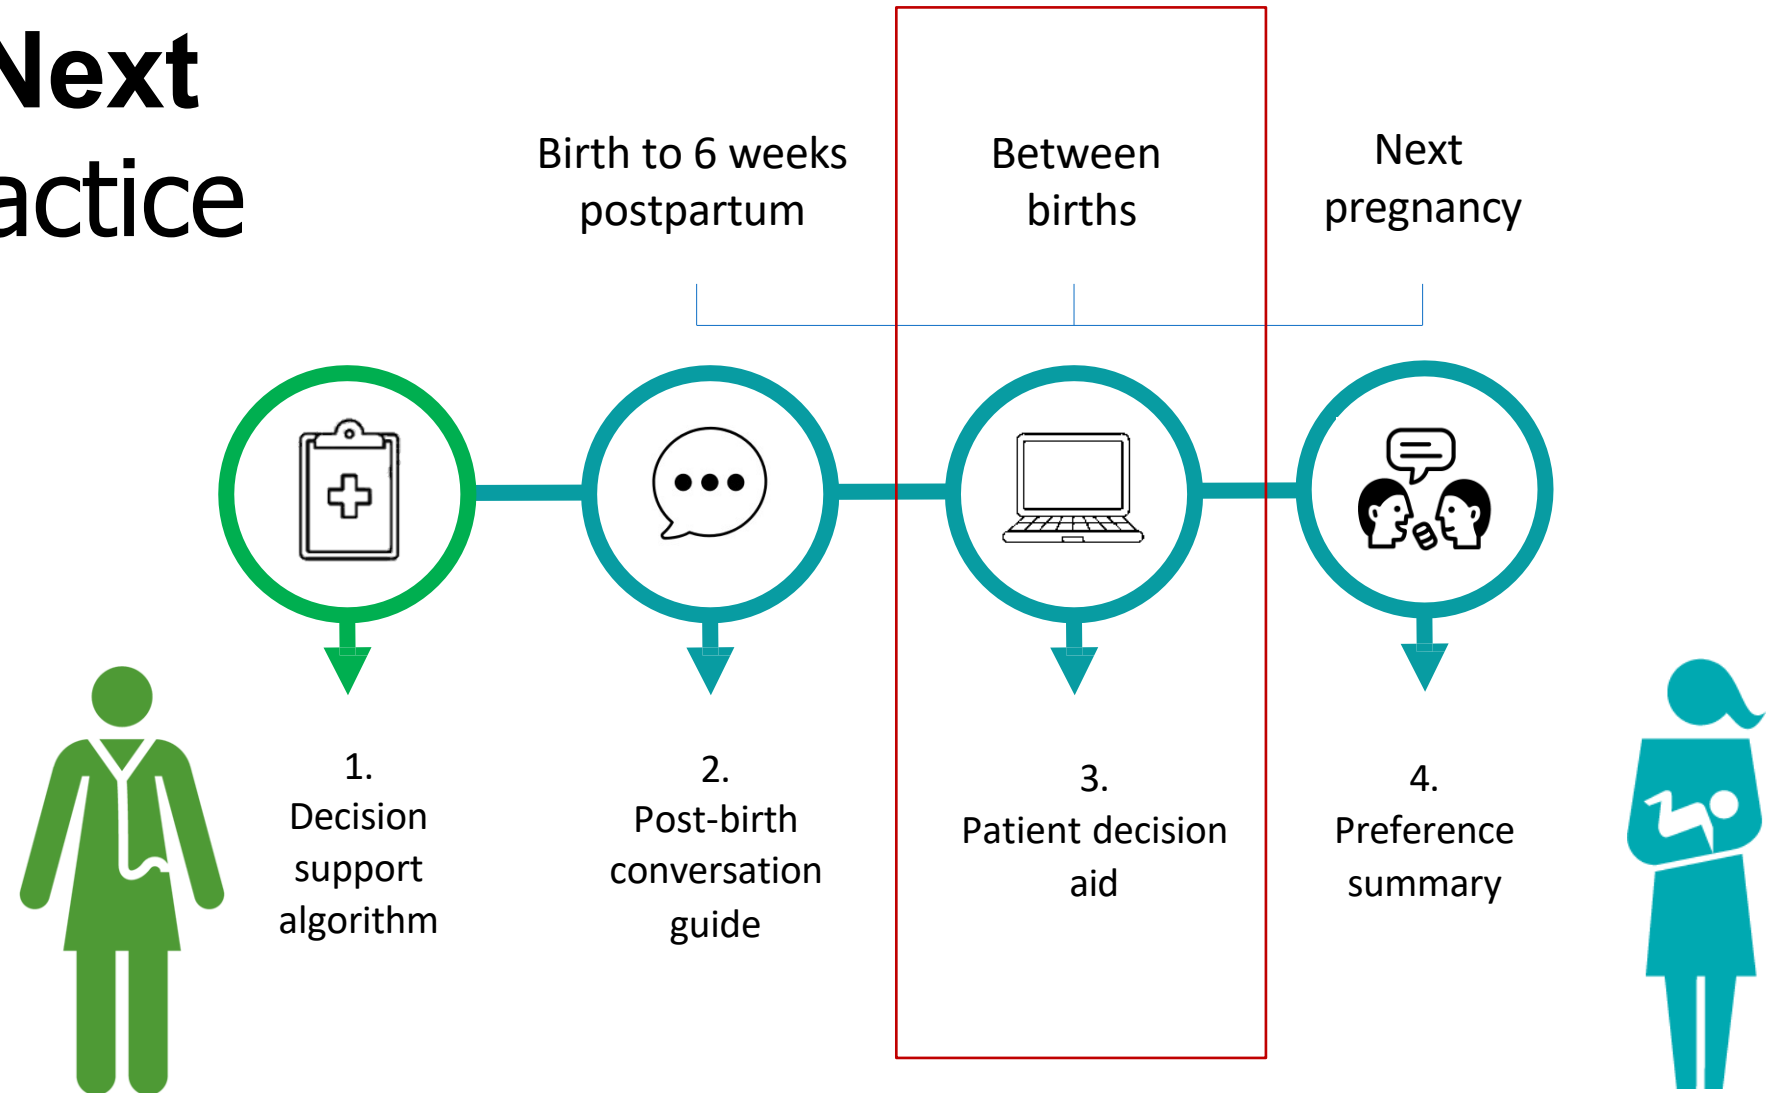 Next
actice
Birth to 6 weeks
postpartum
Between
births
Next
pregnancy
1.
Decision
support
algorithm
2.
Post-birth
conversation
guide
3.
Patient decision
aid
4.
Preference
summary